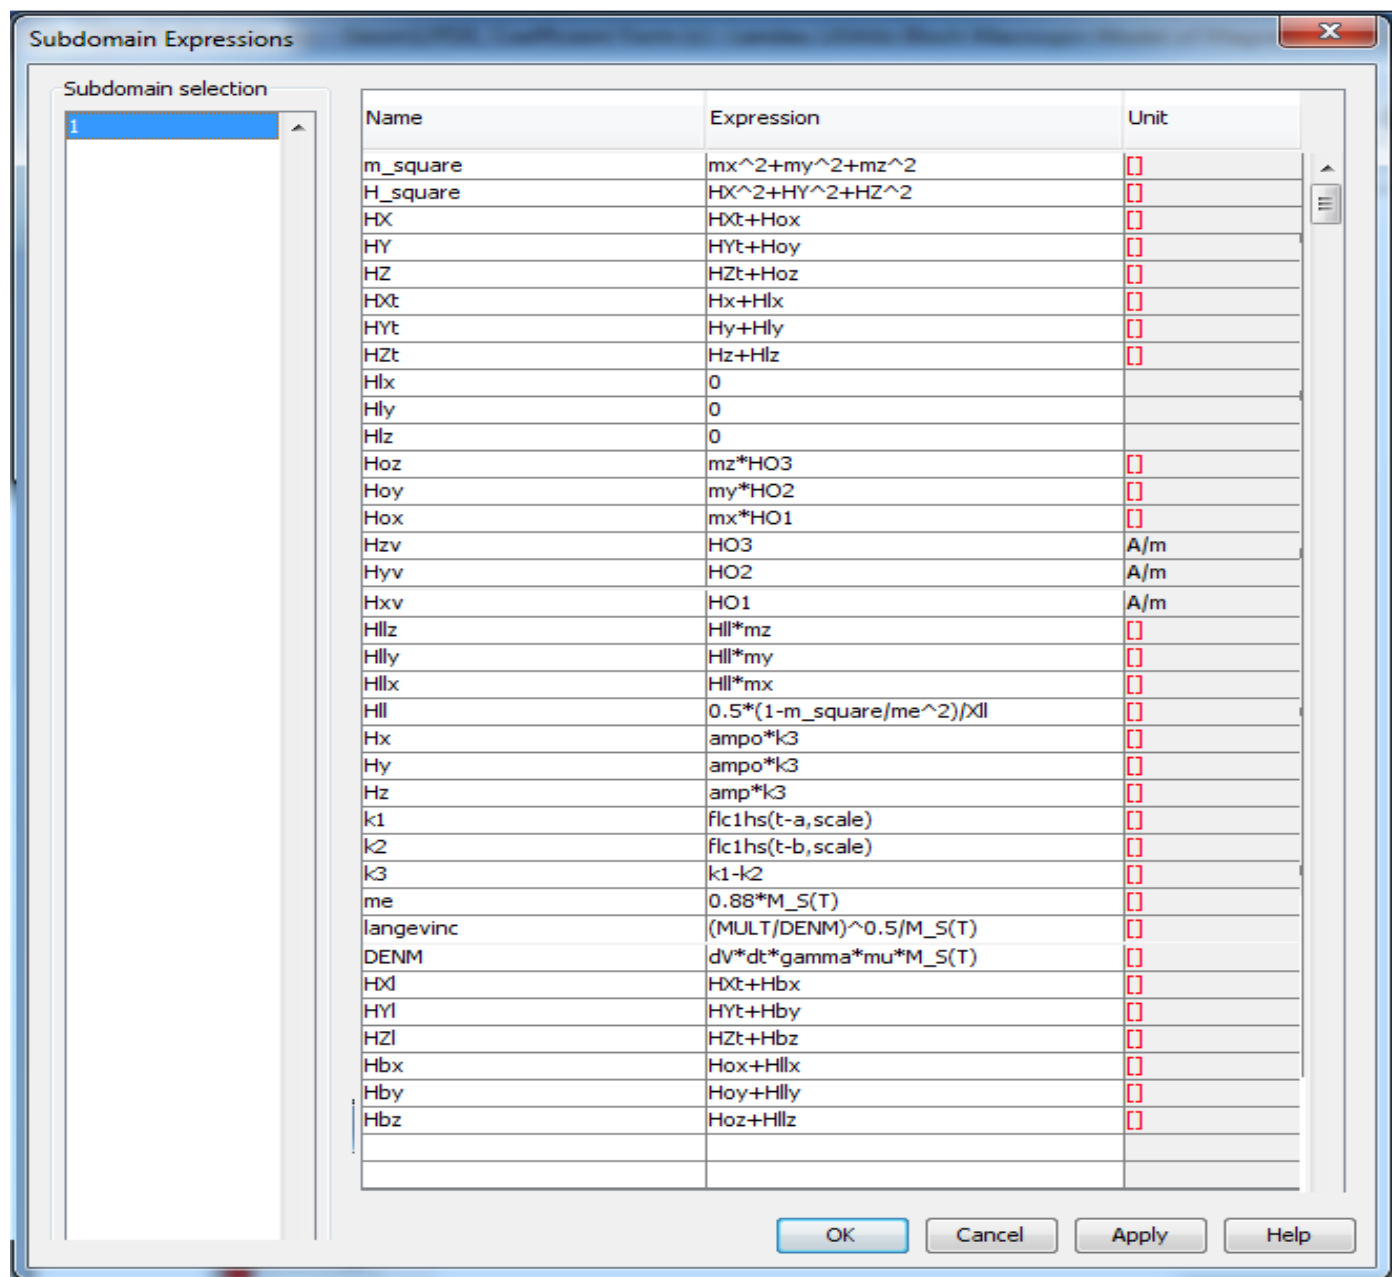 Subdomain Expressions
Subdomain selection
1
Name Expression Unit
m_square mx^2+my^2+mz^2 []
H_square HX^2+HY^2+HZ^2 []
HX HXt+Hox []
HY HYt+Hoy []
HZ HZt+Hoz []
HXt Hx+Hlx []
HYt Hy+Hly []
HZt Hz+Hlz []
Hlx 0
Hly 0
Hlz 0
Hoz mz*HO3 []
Hoy my*HO2 []
Hox mx*HO1 []
Hzv HO3 A/m
Hyv HO2 A/m
Hxv HO1 A/m
Hllz Hll*mz []
Hlly Hll*my []
Hllx Hll*mx []
Hll 0.5*(1-m_square/me^2)/Xll []
Hx ampo*k3 []
Hy ampo*k3 []
Hz amp*k3 []
k1 flc1hs(t-a,scale) []
k2 flc1hs(t-b,scale) []
k3 k1-k2 []
me 0.88*M_S(T) []
langevinc (MULT/DENM)^0.5/M_S(T) []
DENM dV*dt*gamma*mu*M_S(T) []
HXl HXt+Hbx []
HYl HYt+Hby []
HZl HZt+Hbz []
Hbx Hox+Hllx []
Hby Hoy+Hlly []
Hbz Hoz+Hllz []
OK Cancel Apply Help